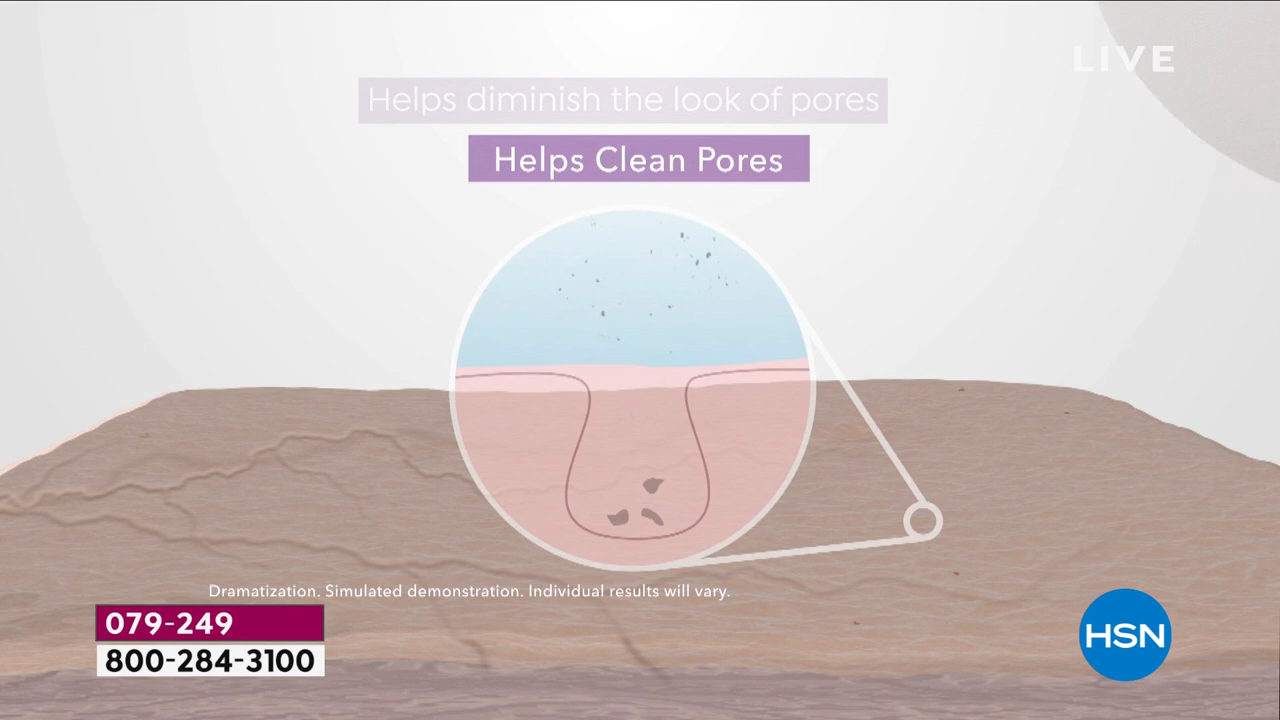 LIVE
Helps diminish the look of pores
Helps Clean Pores
Dramatization. Simulated demonstration. Individual results will vary.
079-249
800-284-3100
HSN